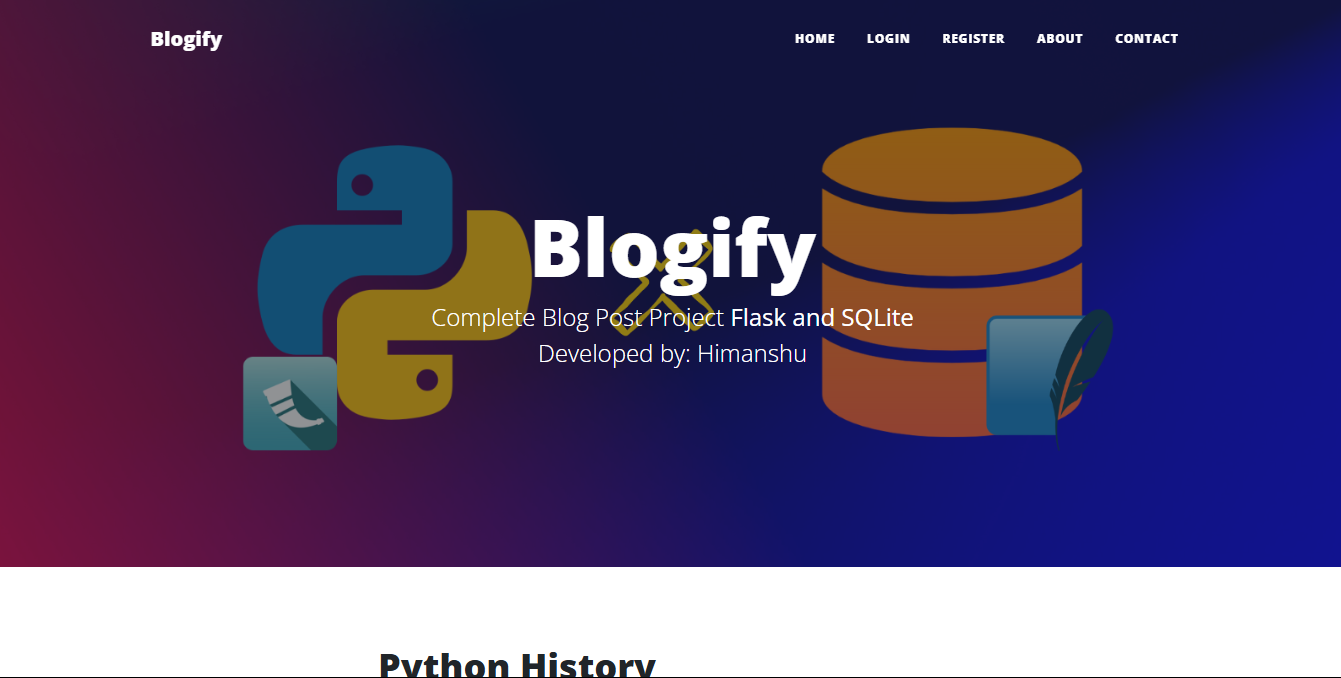 Blogify
HOME LOGIN REGISTER ABOUT CONTACT
Blogify
Complete Blog Post Project Flask and SQLite
Developed by: Himanshu
Python History